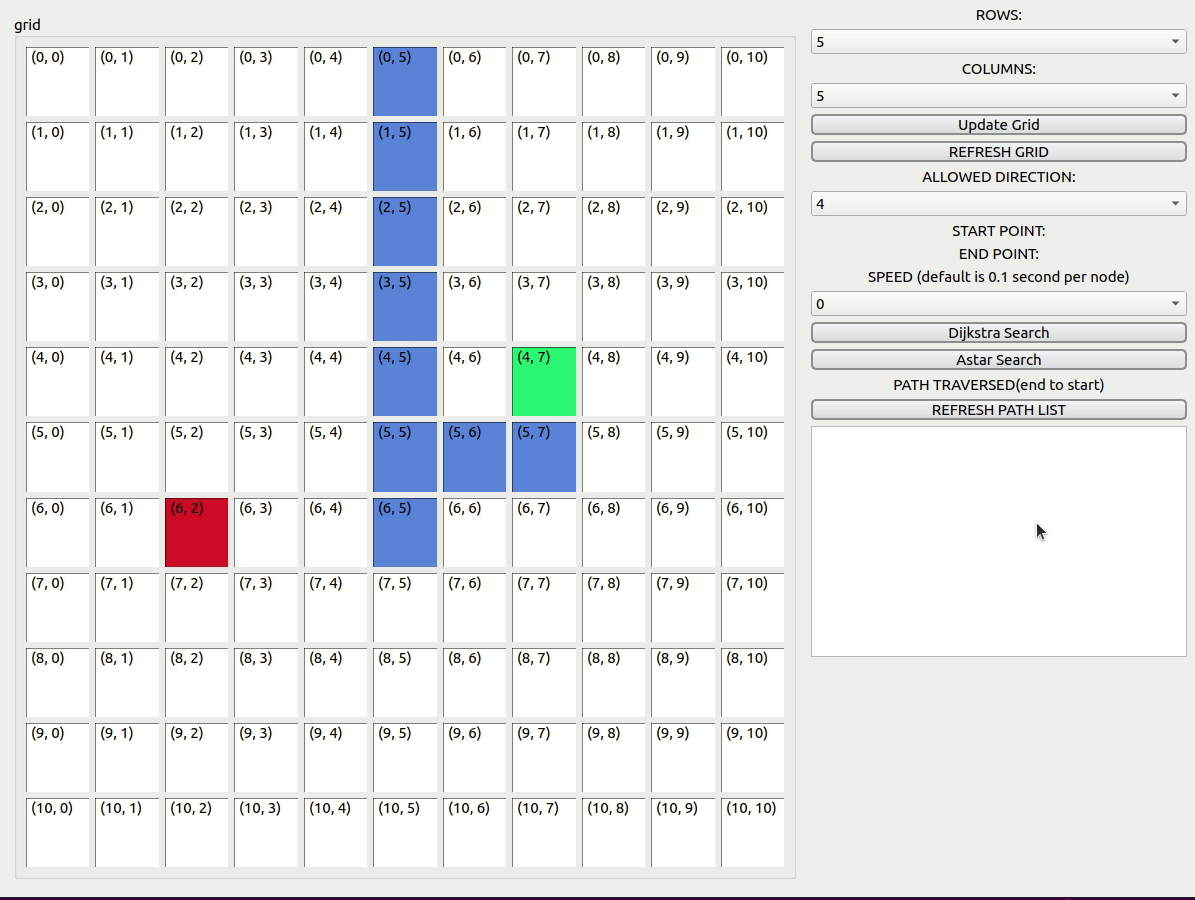 grid
(0, 0) (0, 1) (0, 2) (0, 3) (0, 4) (0, 5) (0, 6) (0, 7) (0, 8) (0, 9) (0, 10)
(1, 0) (1, 1) (1, 2) (1, 3) (1, 4) (1, 5) (1, 6) (1, 7) (1, 8) (1, 9) (1, 10)
(2, 0) (2, 1) (2, 2) (2, 3) (2, 4) (2, 5) (2, 6) (2, 7) (2, 8) (2, 9) (2, 10)
(3, 0) (3, 1) (3, 2) (3, 3) (3, 4) (3, 5) (3, 6) (3, 7) (3, 8) (3, 9) (3, 10)
(4, 0) (4, 1) (4, 2) (4, 3) (4, 4) (4, 5) (4, 6) (4, 7) (4, 8) (4, 9) (4, 10)
(5, 0) (5, 1) (5, 2) (5, 3) (5, 4) (5, 5) (5, 6) (5, 7) (5, 8) (5, 9) (5, 10)
(6, 0) (6, 1) (6, 2) (6, 3) (6, 4) (6, 5) (6, 6) (6, 7) (6, 8) (6, 9) (6, 10)
(7, 0) (7, 1) (7, 2) (7, 3) (7, 4) (7, 5) (7, 6) (7, 7) (7, 8) (7, 9) (7, 10)
(8, 0) (8, 1) (8, 2) (8, 3) (8, 4) (8, 5) (8, 6) (8, 7) (8, 8) (8, 9) (8, 10)
(9, 0) (9, 1) (9, 2) (9, 3) (9, 4) (9, 5) (9, 6) (9, 7) (9, 8) (9, 9) (9, 10)
(10, 0) (10, 1) (10, 2) (10, 3) (10, 4) (10, 5) (10, 6) (10, 7) (10, 8) (10, 9) (10, 10)
ROWS:
5
COLUMNS:
5
Update Grid
REFRESH GRID
ALLOWED DIRECTION:
4
START POINT:
END POINT:
SPEED (default is 0.1 second per node)
0
Dijkstra Search
Astar Search
PATH TRAVERSED(end to start)
REFRESH PATH LIST